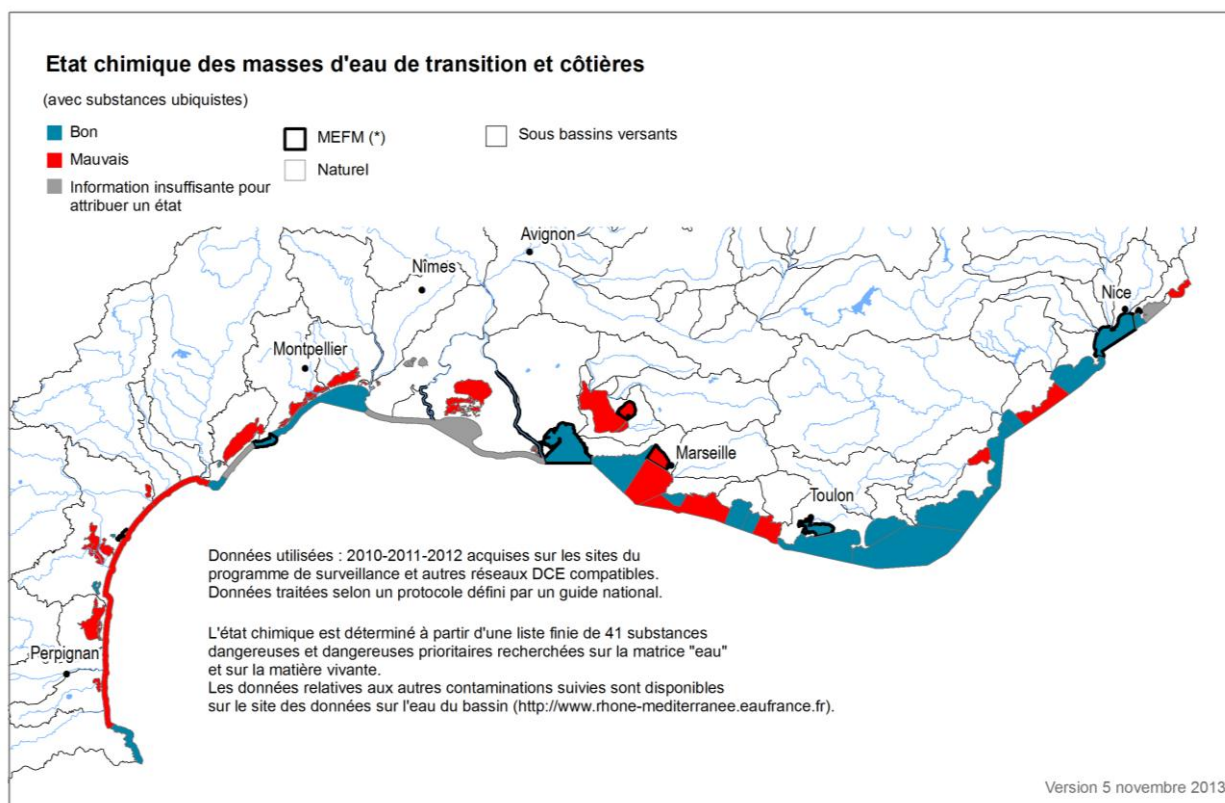 Etat chimique des masses d'eau de transition et côtières
(avec substances ubiquistes)
Bon
Mauvais
Information insuffisante pour
attribuer un état
MEFM (*)
Naturel
Sous bassins versants
Avignon
Nîmes
Nice
Montpellier
Marseille
Toulon
Perpignan
Données utilisées : 2010-2011-2012 acquises sur les sites du
programme de surveillance et autres réseaux DCE compatibles.
Données traitées selon un protocole défini par un guide national.
L'état chimique est déterminé à partir d'une liste finie de 41 substances
dangereuses et dangereuses prioritaires recherchées sur la matrice "eau"
et sur la matière vivante.
Les données relatives aux autres contaminations suivies sont disponibles
sur le site des données sur l'eau du bassin (http://www.rhone-mediterranee.eaufrance.fr).
Version 5 novembre 2013